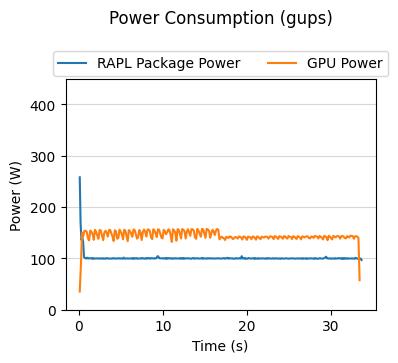 Power Consumption (gups)
RAPL Package Power
GPU Power
400
300
200
100
0
Power (W)
0
10
20
30
Time (s)